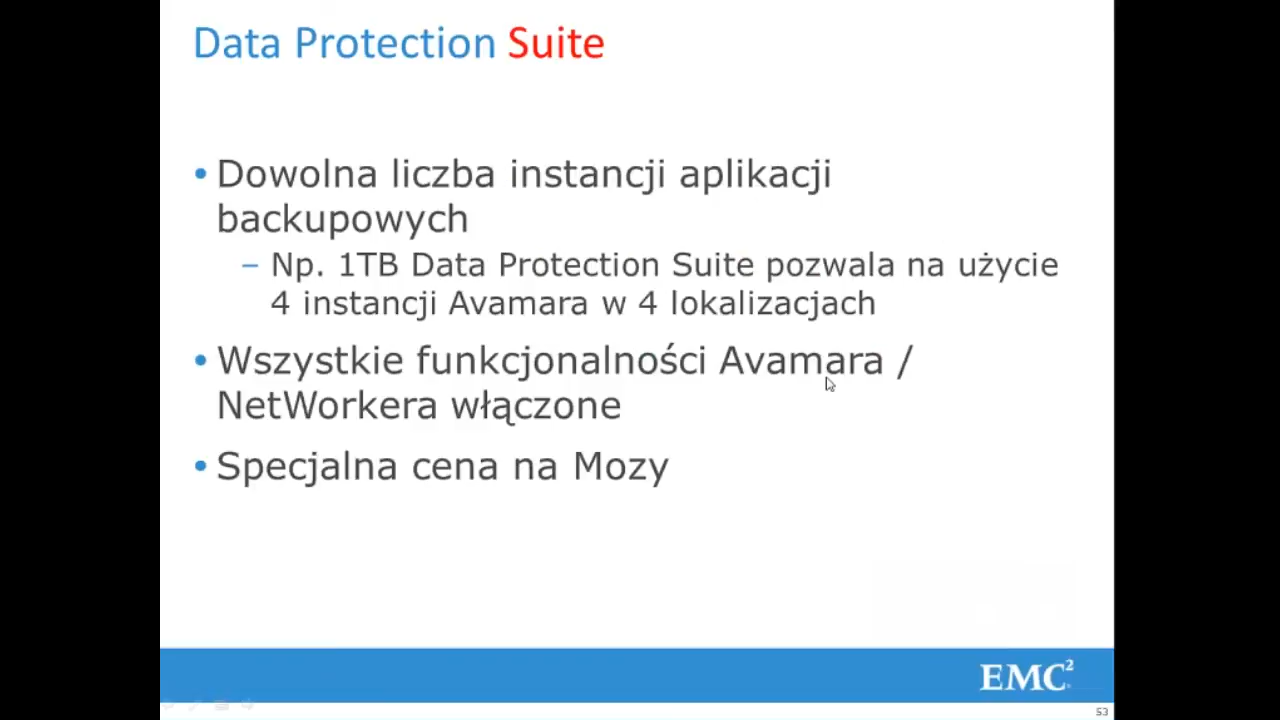 Data Protection Suite
• Dowolna liczba instancji aplikacji
backupowych
– Np. 1TB Data Protection Suite pozwala na użycie
4 instancji Avamara w 4 lokalizacjach
• Wszystkie funkcjonalności Avamara /
NetWorkera włączone
• Specjalna cena na Mozy
EMC²
53